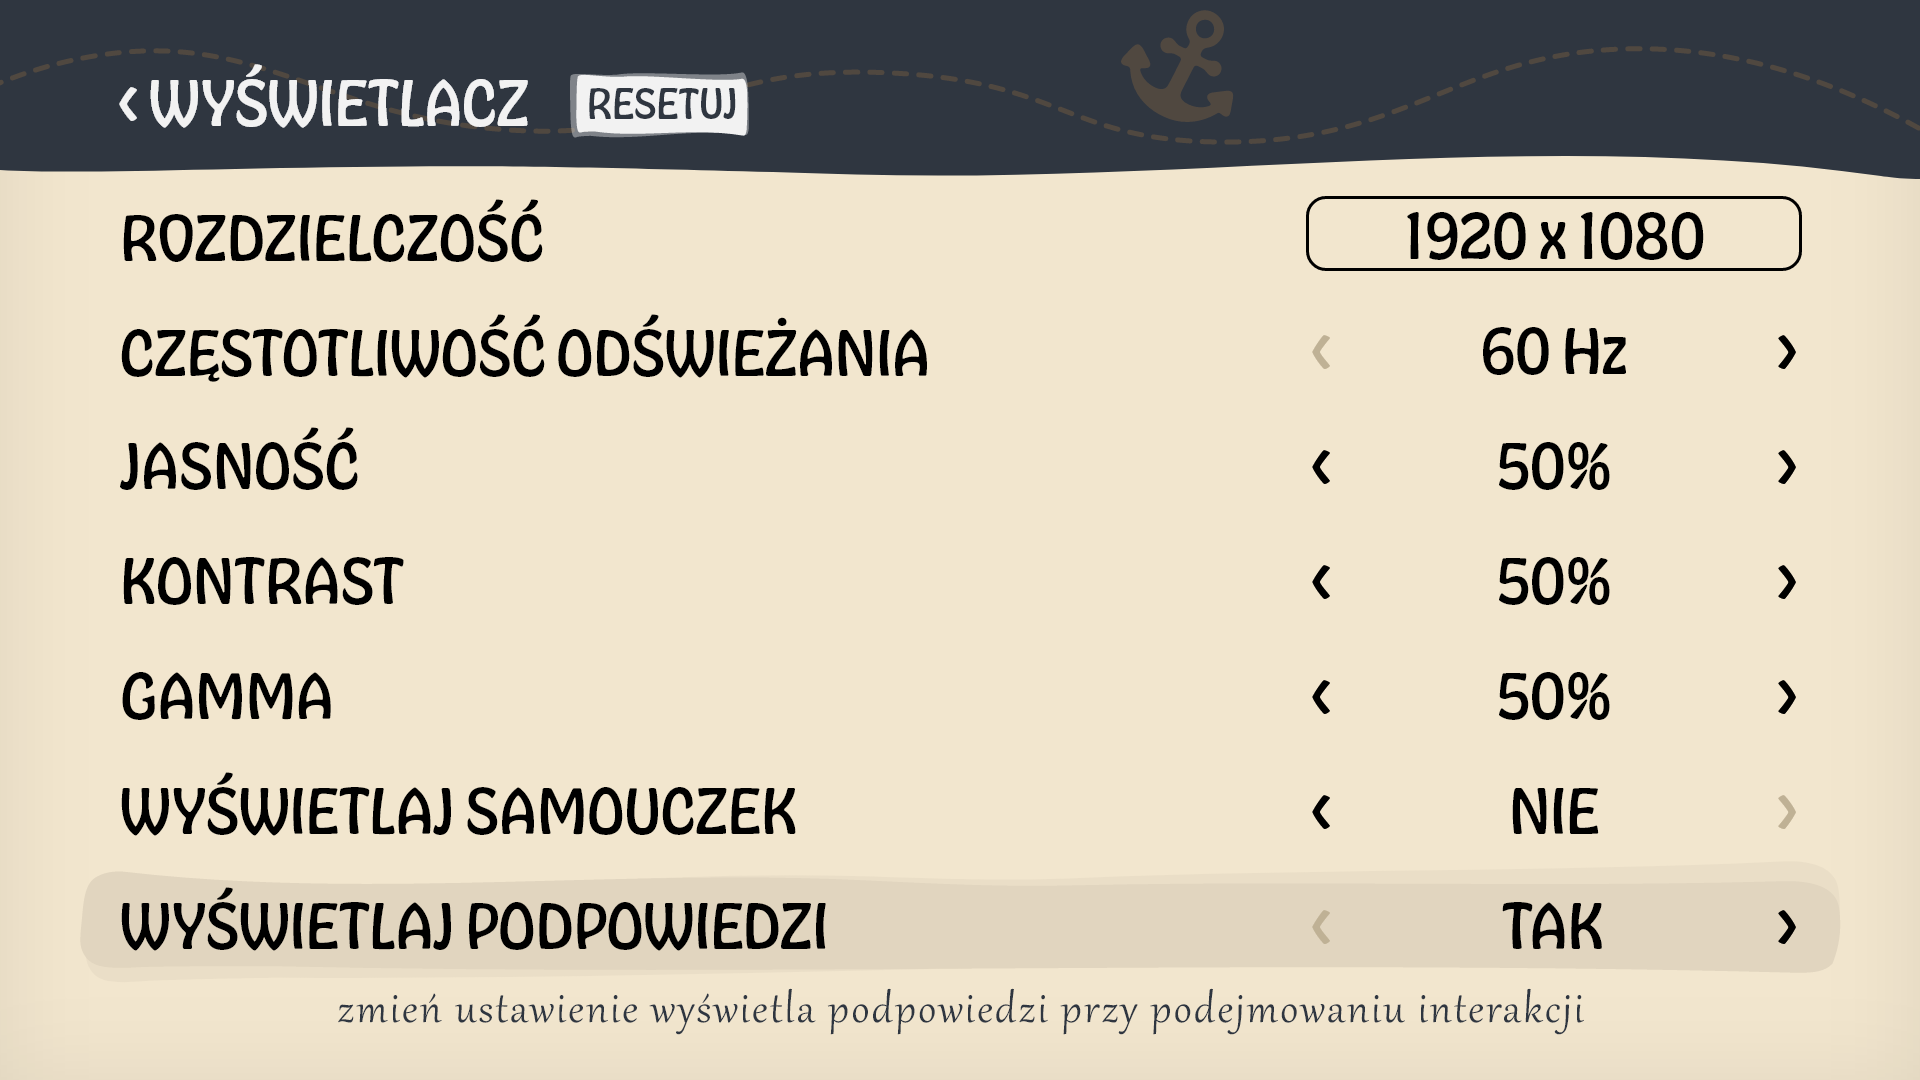 WYŚWIETLACZ RESETUJ
ROZDZIELCZOŚĆ 1920 x 1080
CZĘSTOTLIWOŚĆ ODŚWIEŻANIA 60 Hz
JASNOŚĆ 50%
KONTRAST 50%
GAMMA 50%
WYŚWIETLAJ SAMOUCZEK NIE
WYŚWIETLAJ PODPOWIEDZI TAK
zmień ustawienie wyświetla podpowiedzi przy podejmowaniu interakcji